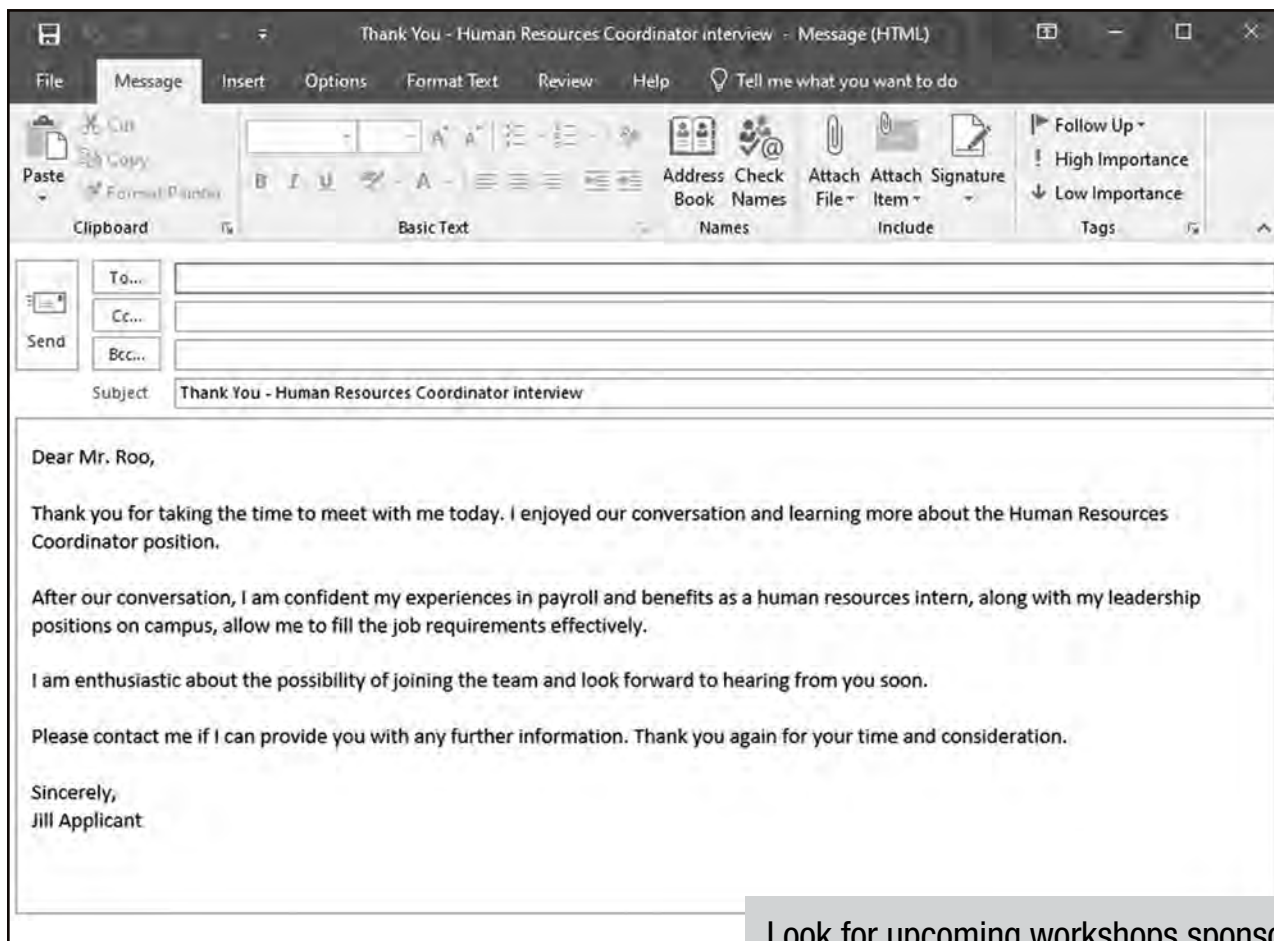 Thank You - Human Resources Coordinator interview - Message (HTML)
File Message Insert Options Format Text Review Help Tell me what you want to do
Paste
Cut
Copy
Format Painter
Clipboard
B I U A
Basic Text
Address Book
Check Names
Names
Attach File
Attach Item
Signature
Include
Follow Up
High Importance
Low Importance
Tags
Send
To...
Cc...
Bcc...
Subject Thank You - Human Resources Coordinator interview
Dear Mr. Roo,
Thank you for taking the time to meet with me today. I enjoyed our conversation and learning more about the Human Resources
Coordinator position.
After our conversation, I am confident my experiences in payroll and benefits as a human resources intern, along with my leadership
positions on campus, allow me to fill the job requirements effectively.
I am enthusiastic about the possibility of joining the team and look forward to hearing from you soon.
Please contact me if I can provide you with any further information. Thank you again for your time and consideration.
Sincerely,
Jill Applicant
Look for upcoming workshops